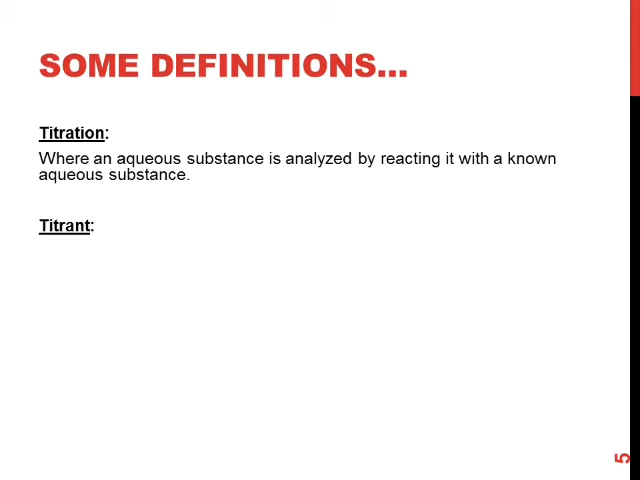 SOME DEFINITIONS...
Titration:
Where an aqueous substance is analyzed by reacting it with a known
aqueous substance.
Titrant:
5